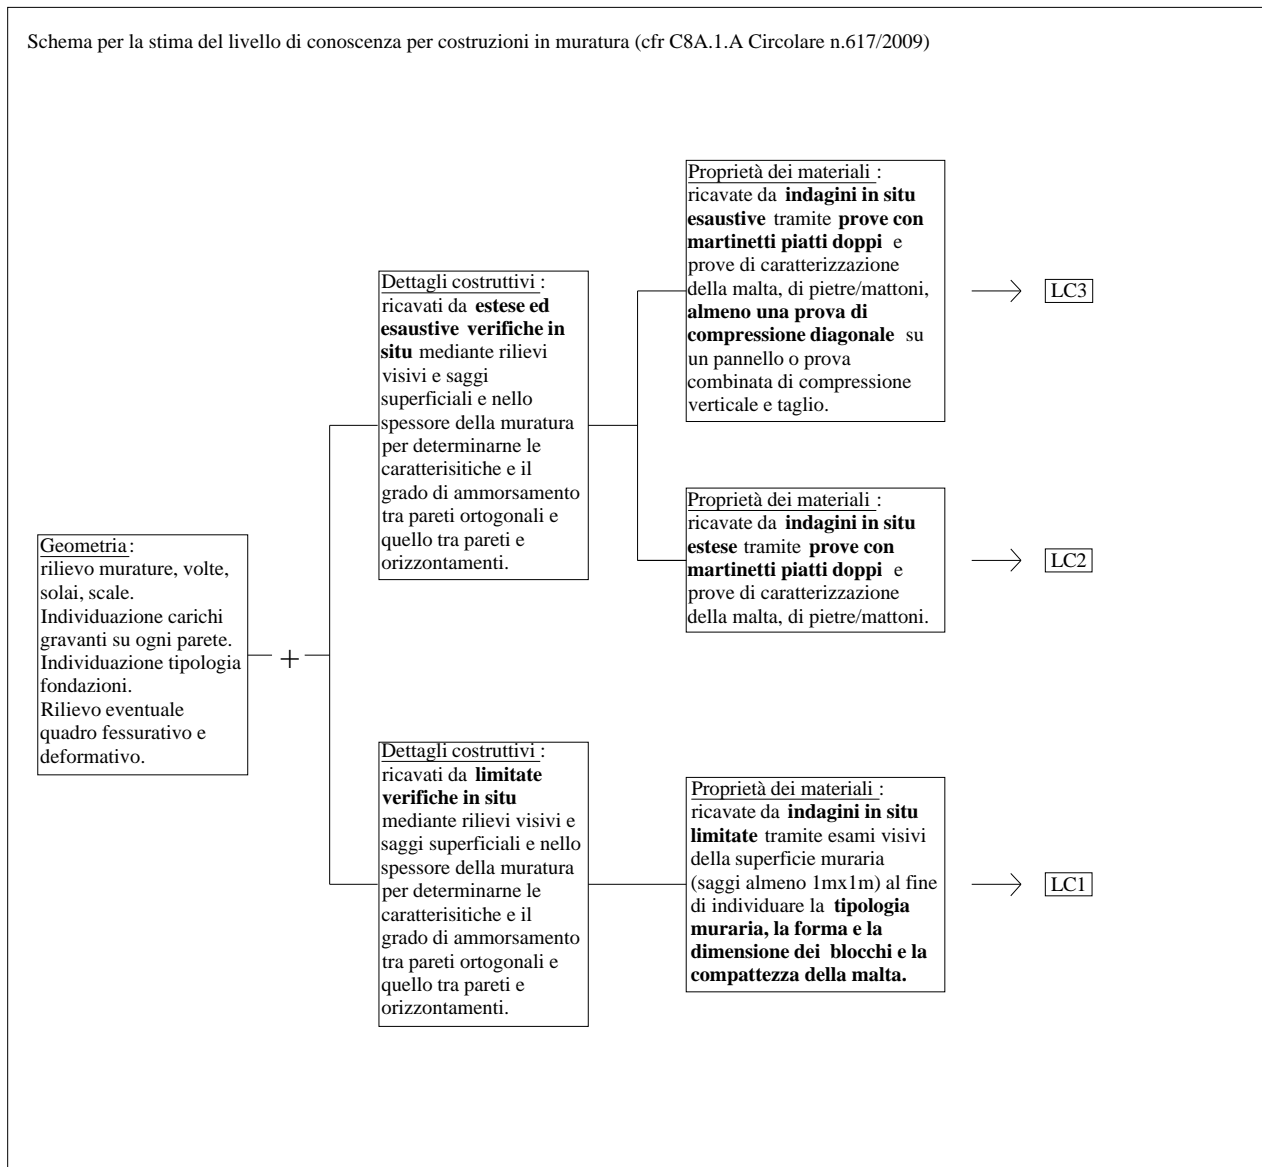 Schema per la stima del livello di conoscenza per costruzioni in muratura (cfr C8A.1.A Circolare n.617/2009)
Geometria:
rilievo murature, volte,
solai, scale.
Individuazione carichi
gravanti su ogni parete.
Individuazione tipologia
fondazioni.
Rilievo eventuale
quadro fessurativo e
deformativo.
+
Dettagli costruttivi :
ricavati da estese ed
esaustive verifiche in
situ mediante rilievi
visivi e saggi
superficiali e nello
spessore della muratura
per determinarne le
caratterisitiche e il
grado di ammorsamento
tra pareti ortogonali e
quello tra pareti e
orizzontamenti.
Proprietà dei materiali :
ricavate da indagini in situ
esaustive tramite prove con
martinetti piatti doppi e
prove di caratterizzazione
della malta, di pietre/mattoni,
almeno una prova di
compressione diagonale su
un pannello o prova
combinata di compressione
verticale e taglio.
LC3
Proprietà dei materiali :
ricavate da indagini in situ
estese tramite prove con
martinetti piatti doppi e
prove di caratterizzazione
della malta, di pietre/mattoni.
LC2
Dettagli costruttivi :
ricavati da limitate
verifiche in situ
mediante rilievi visivi e
saggi superficiali e nello
spessore della muratura
per determinarne le
caratterisitiche e il
grado di ammorsamento
tra pareti ortogonali e
quello tra pareti e
orizzontamenti.
Proprietà dei materiali :
ricavate da indagini in situ
limitate tramite esami visivi
della superficie muraria
(saggi almeno 1mx1m) al fine
di individuare la tipologia
muraria, la forma e la
dimensione dei blocchi e la
compattezza della malta.
LC1